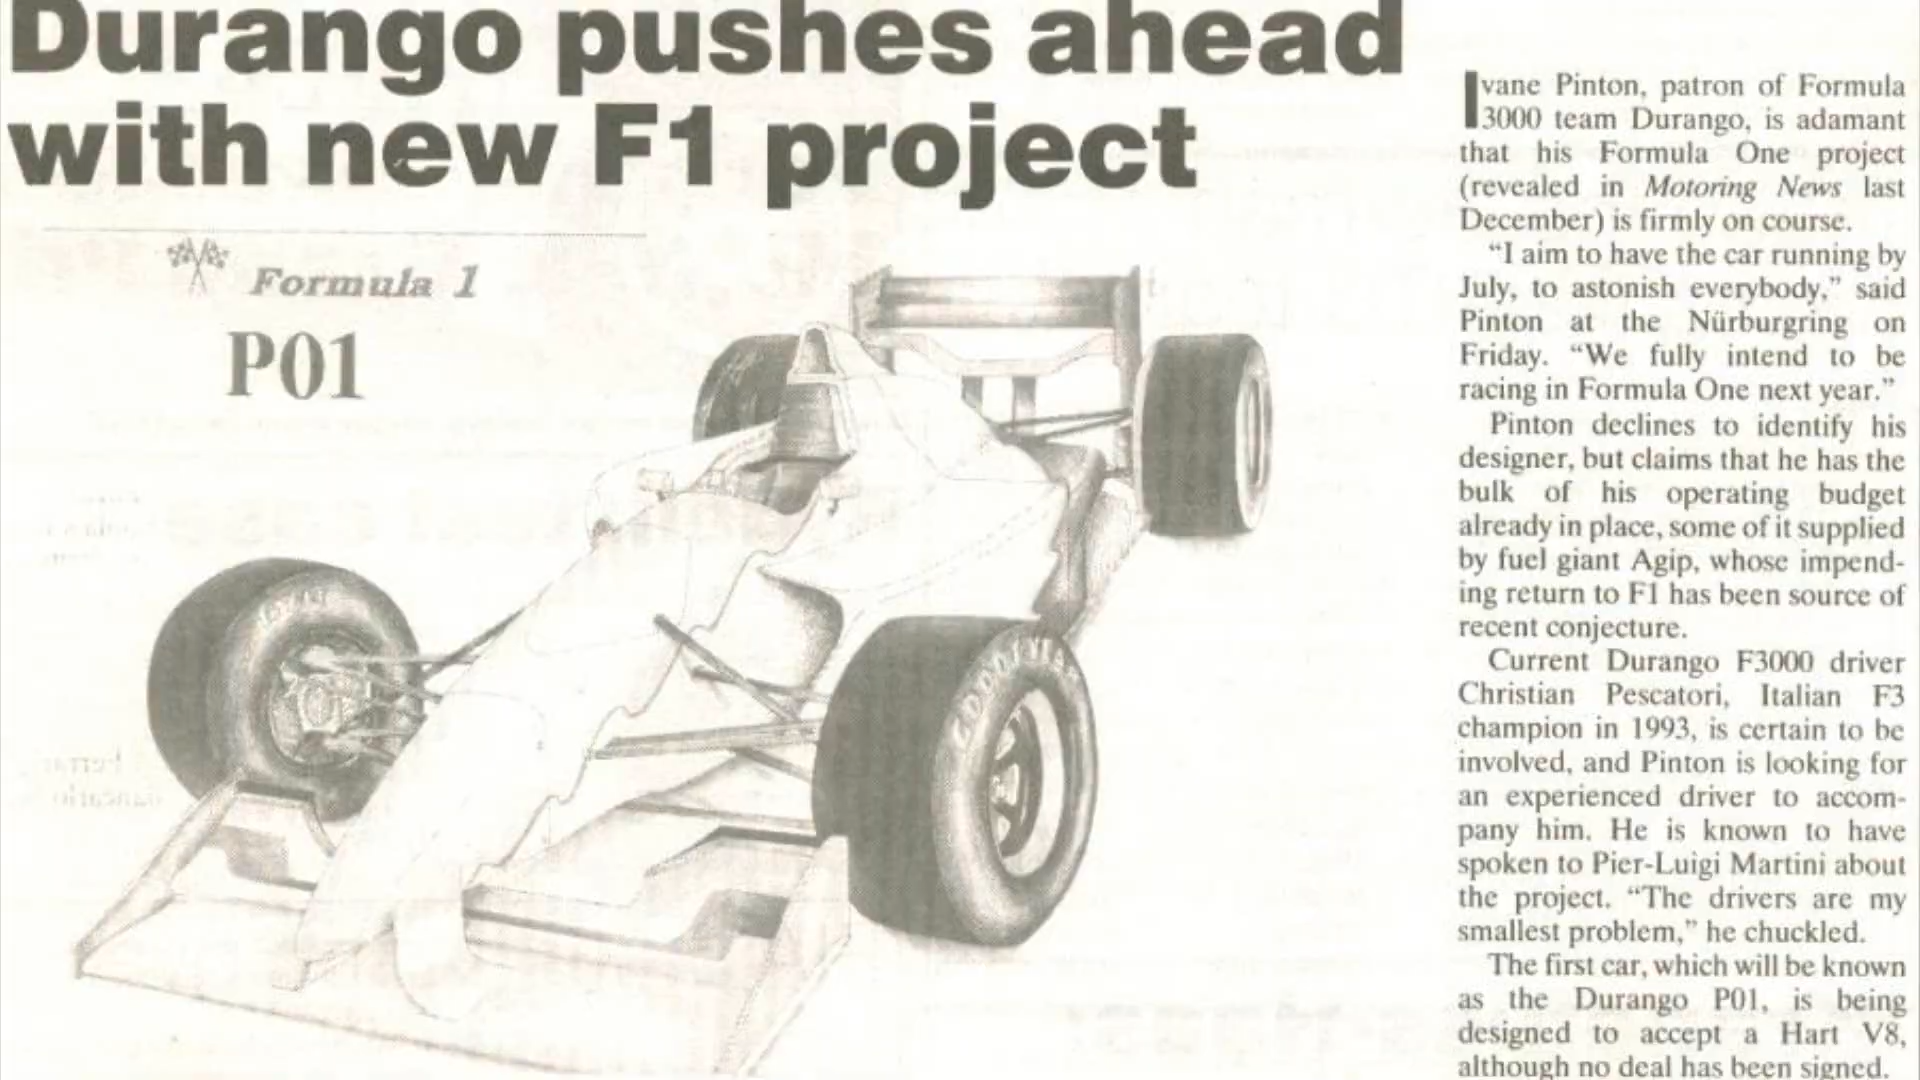 Durango pushes ahead
with new F1 project
Formula 1
P01
GOODYEAR
Ivane Pinton, patron of Formula
3000 team Durango, is adamant
that his Formula One project
(revealed in Motoring News last
December) is firmly on course.
“I aim to have the car running by
July, to astonish everybody,” said
Pinton at the Nürburgring on
Friday. “We fully intend to be
racing in Formula One next year.”
Pinton declines to identify his
designer, but claims that he has the
bulk of his operating budget
already in place, some of it supplied
by fuel giant Agip, whose impend-
ing return to F1 has been source of
recent conjecture.
Current Durango F3000 driver
Christian Pescatori, Italian F3
champion in 1993, is certain to be
involved, and Pinton is looking for
an experienced driver to accom-
pany him. He is known to have
spoken to Pier-Luigi Martini about
the project. “The drivers are my
smallest problem,” he chuckled.
The first car, which will be known
as the Durango P01, is being
designed to accept a Hart V8,
although no deal has been signed.